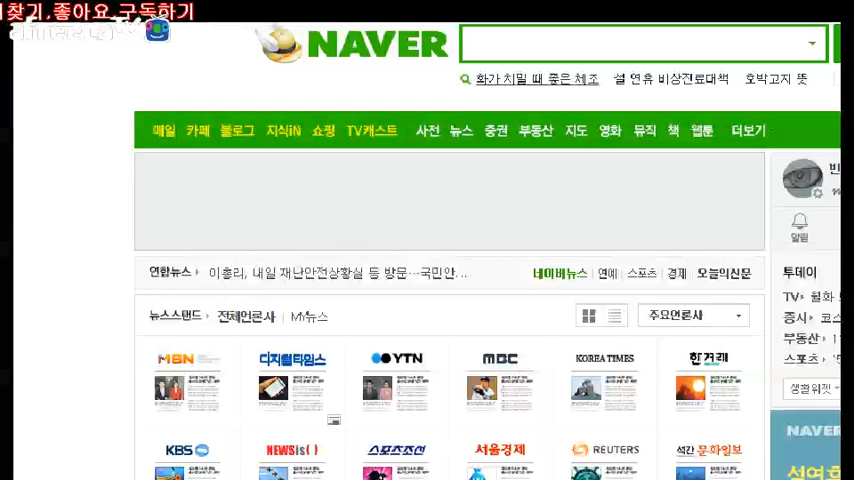 찾기,좋아요,구독하기
NAVER
화가 치밀 때 좋은 체조 설 연휴 비상진료대책 호박고지 뜻
메일 카페 블로그 지식iN 쇼핑 TV캐스트 사전 뉴스 증권 부동산 지도 영화 뮤직 책 웹툰 더보기
알림
연합뉴스 이총리, 내일 재난안전상황실 등 방문…국민안... 네이버뉴스 연예 스포츠 경제 오늘의신문
투데이
TV 월화
증시 코스
부동산
스포츠
뉴스스탠드 전체언론사 MY뉴스 주요언론사
MBN 디지털타임스 YTN MBC KOREA TIMES 한겨레
생활위젯
NAVER
KBS NEWSis( ) 스포츠조선 서울경제 REUTERS 석간 문화일보